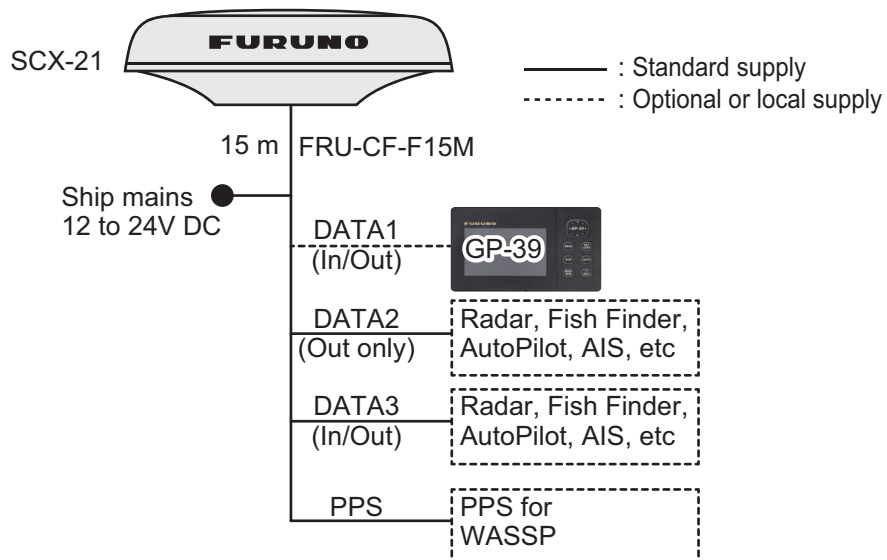 SCX-21
FURUNO
: Standard supply
: Optional or local supply
15 m
FRU-CF-F15M
Ship mains
12 to 24V DC
DATA1
(In/Out)
FURUNO
GP-39
DATA2
(Out only)
Radar, Fish Finder,
AutoPilot, AIS, etc
DATA3
(In/Out)
Radar, Fish Finder,
AutoPilot, AIS, etc
PPS
PPS for
WASSP